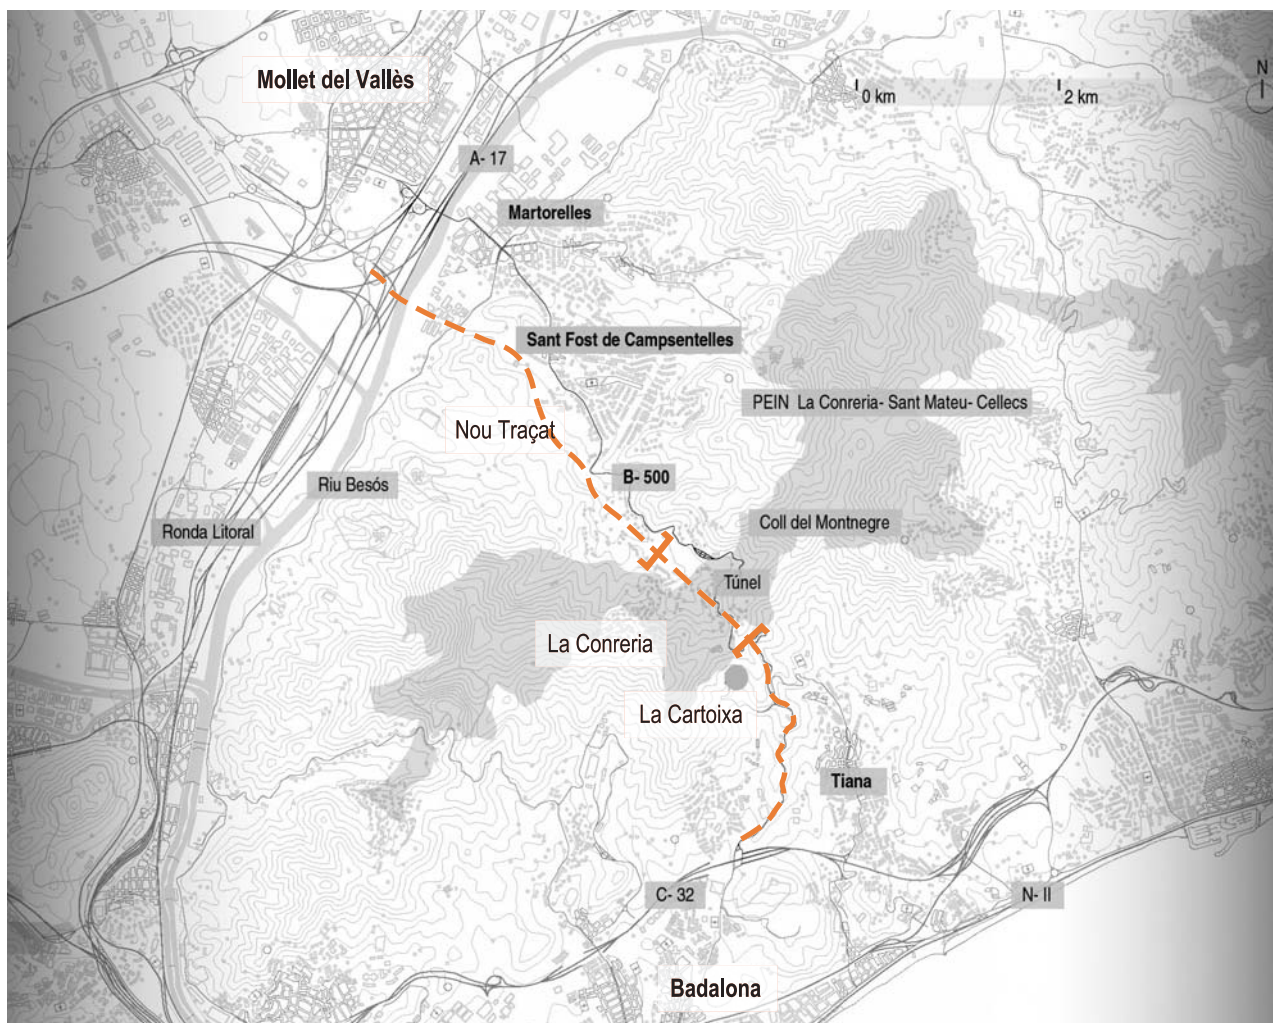 Mollet del Vallès
N
0 km
2 km
A- 17
Martorelles
Sant Fost de Campsentelles
PEIN La Conreria- Sant Mateu- Cellecs
Nou Traçat
B- 500
Riu Besós
Coll del Montnegre
Ronda Litoral
Túnel
La Conreria
La Cartoixa
Tiana
C- 32
N- II
Badalona